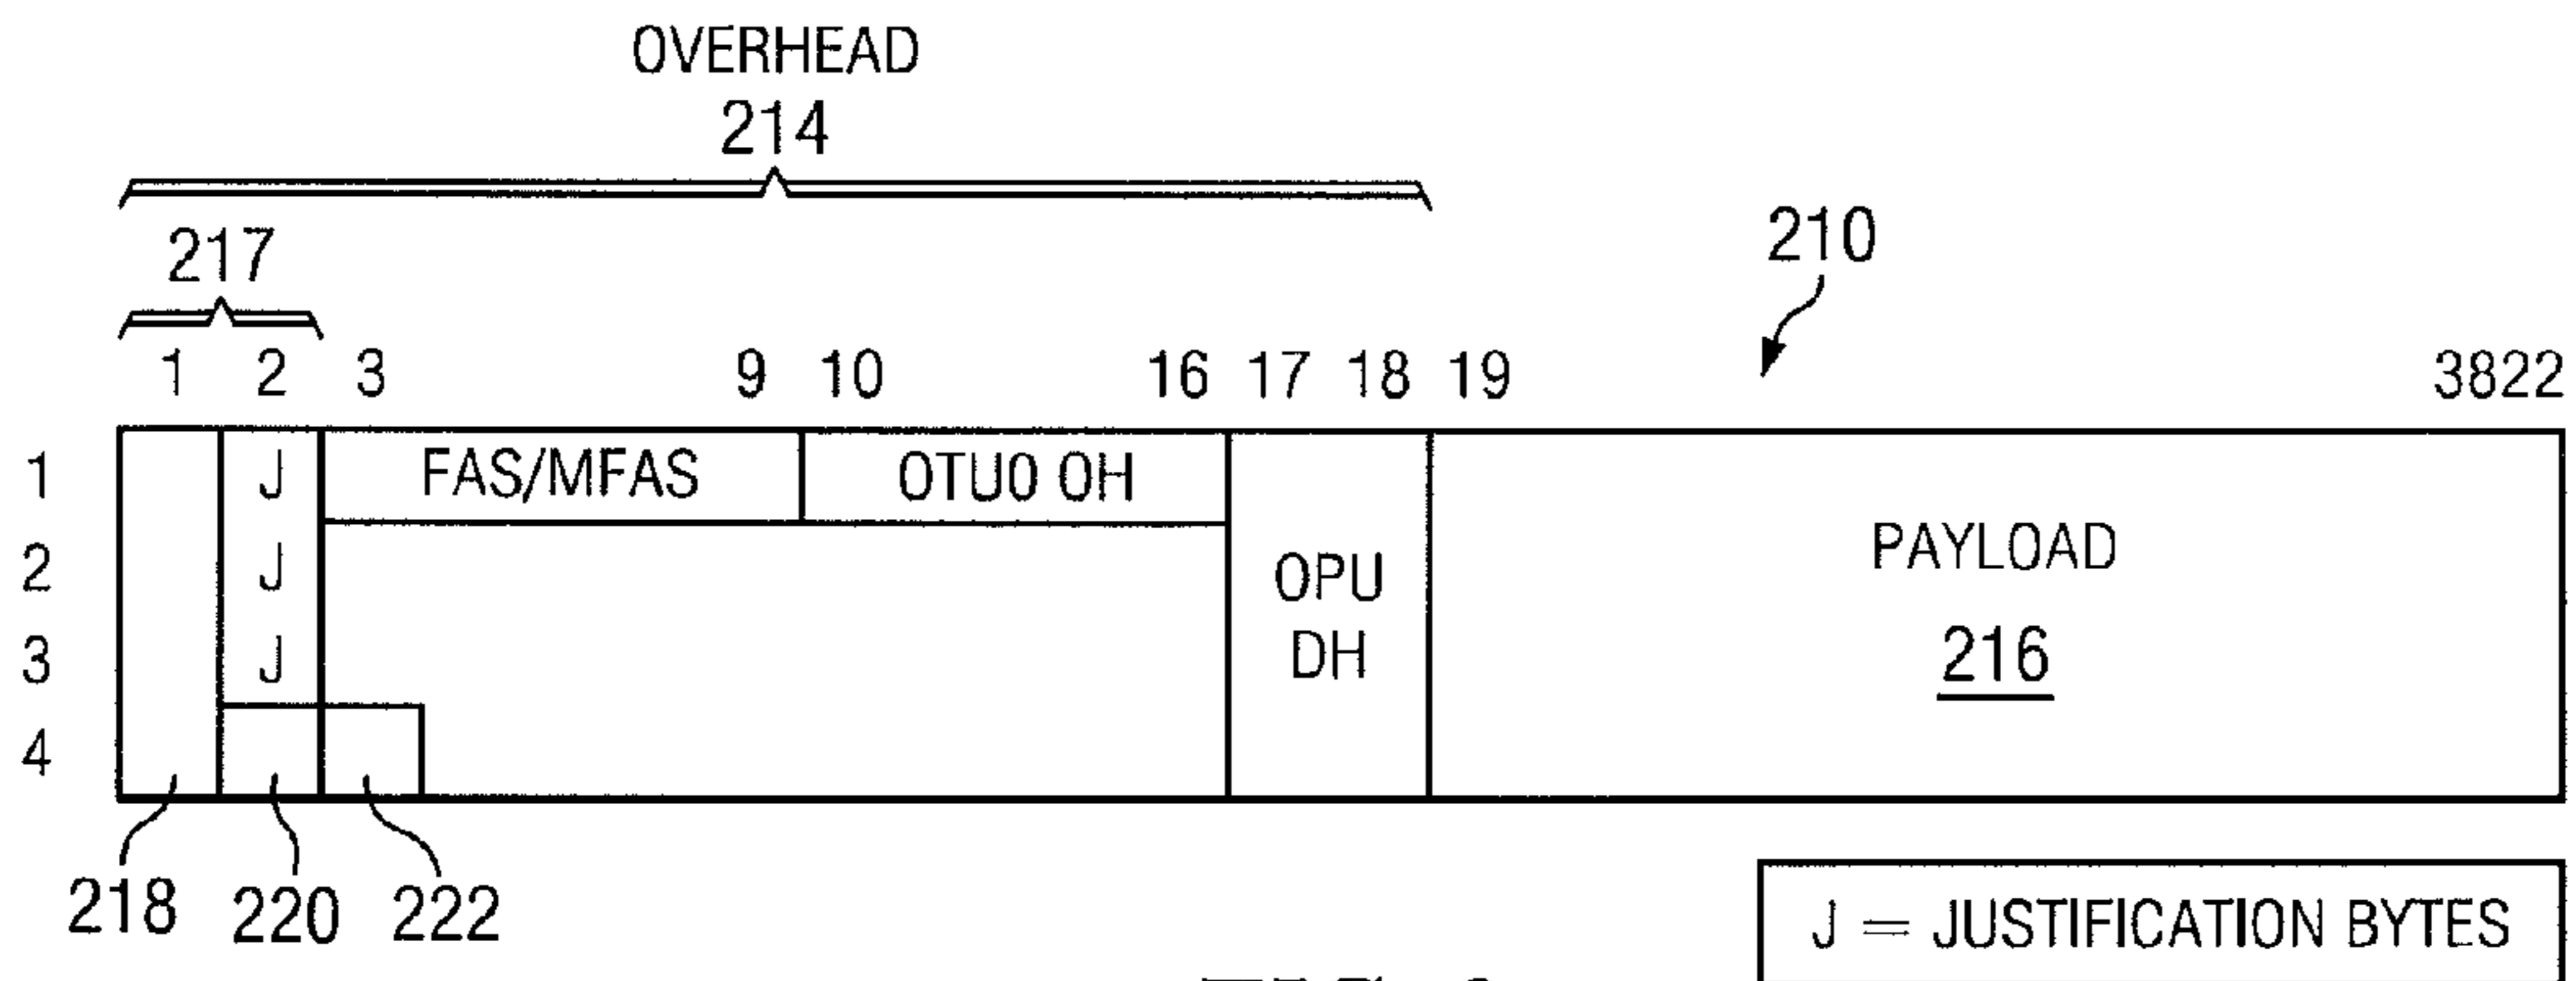 OVERHEAD
214
217
210
1 2 3 9 10 16 17 18 19 3822
1 J FAS/MFAS OTU0 OH
2 J OPU PAYLOAD
3 J DH 216
4
218 220 222
J = JUSTIFICATION BYTES